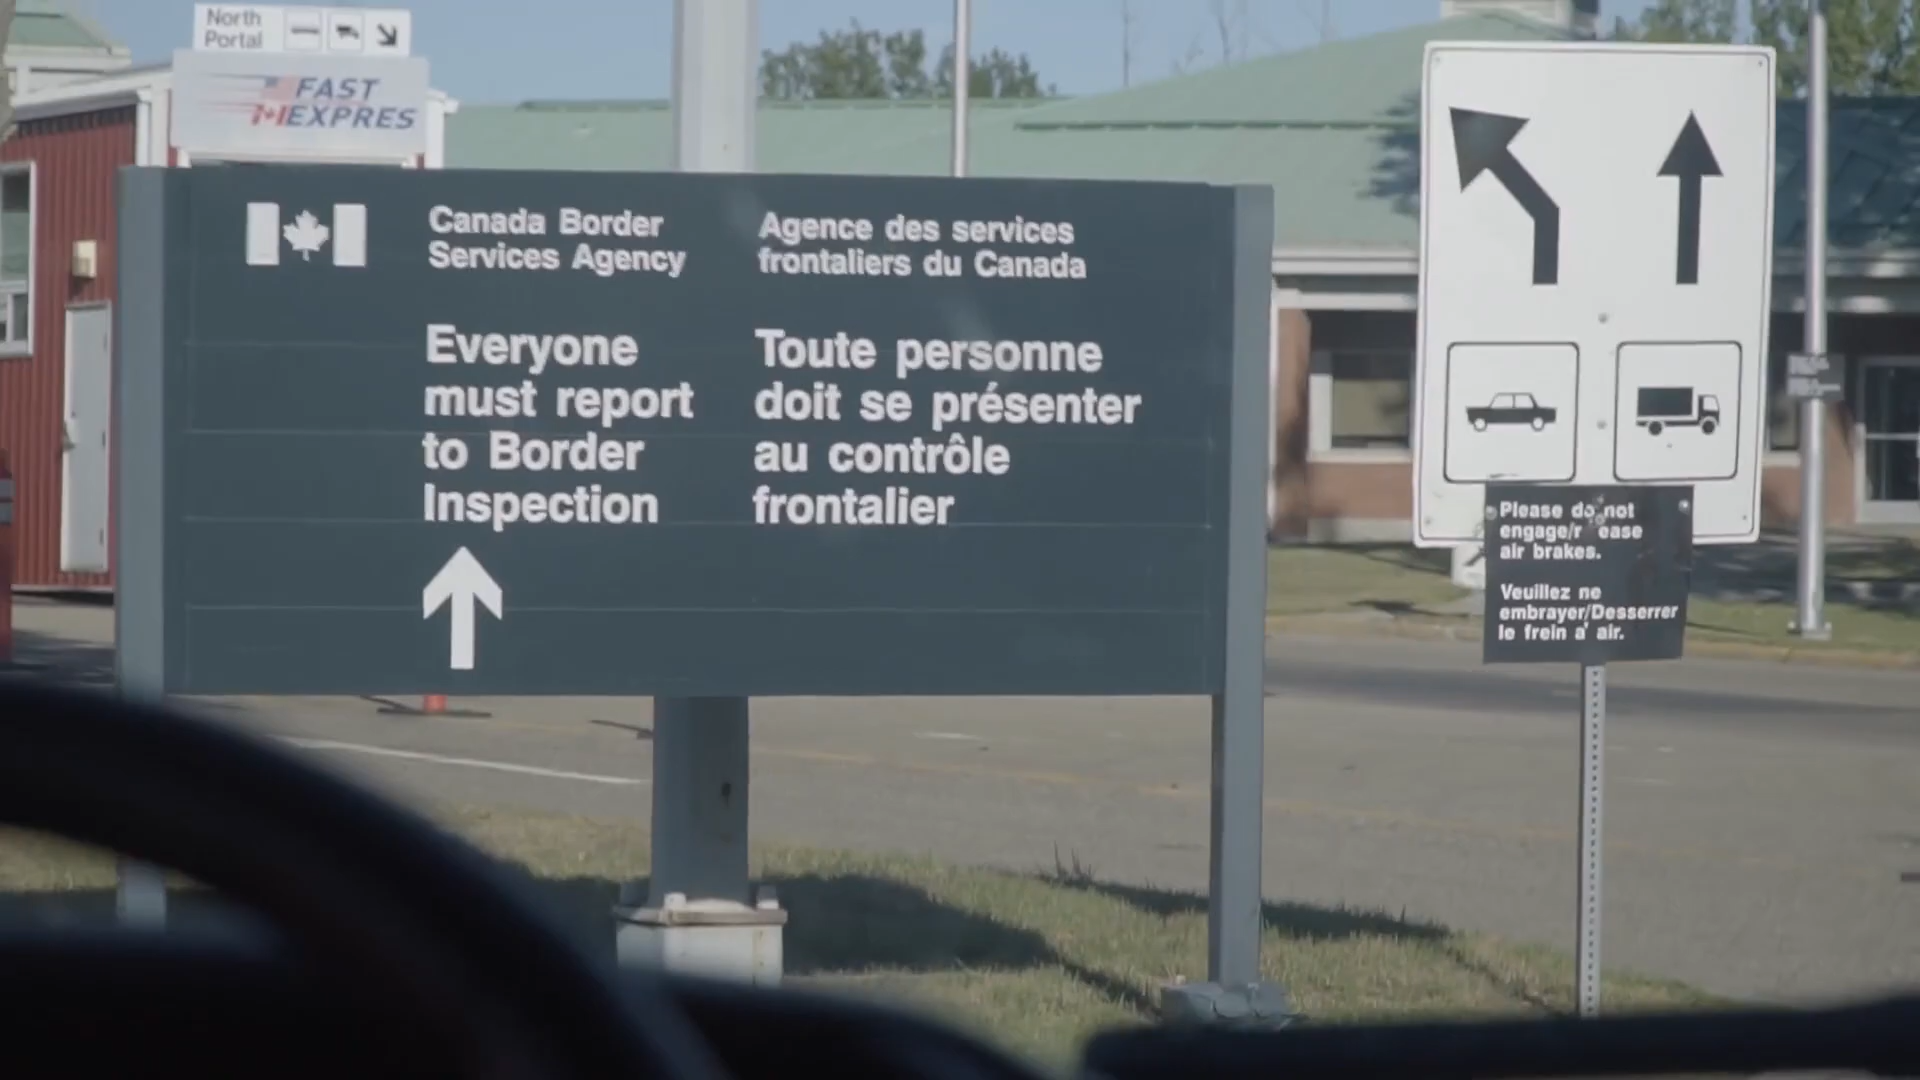 North
Portal
FAST
EXPRES
Canada Border
Services Agency
Agence des services
frontaliers du Canada
Everyone
must report
to Border
Inspection
Toute personne
doit se présenter
au contrôle
frontalier
Please do not
engage/r ease
air brakes.
Veuillez ne
embrayer/Desserrer
le frein a' air.